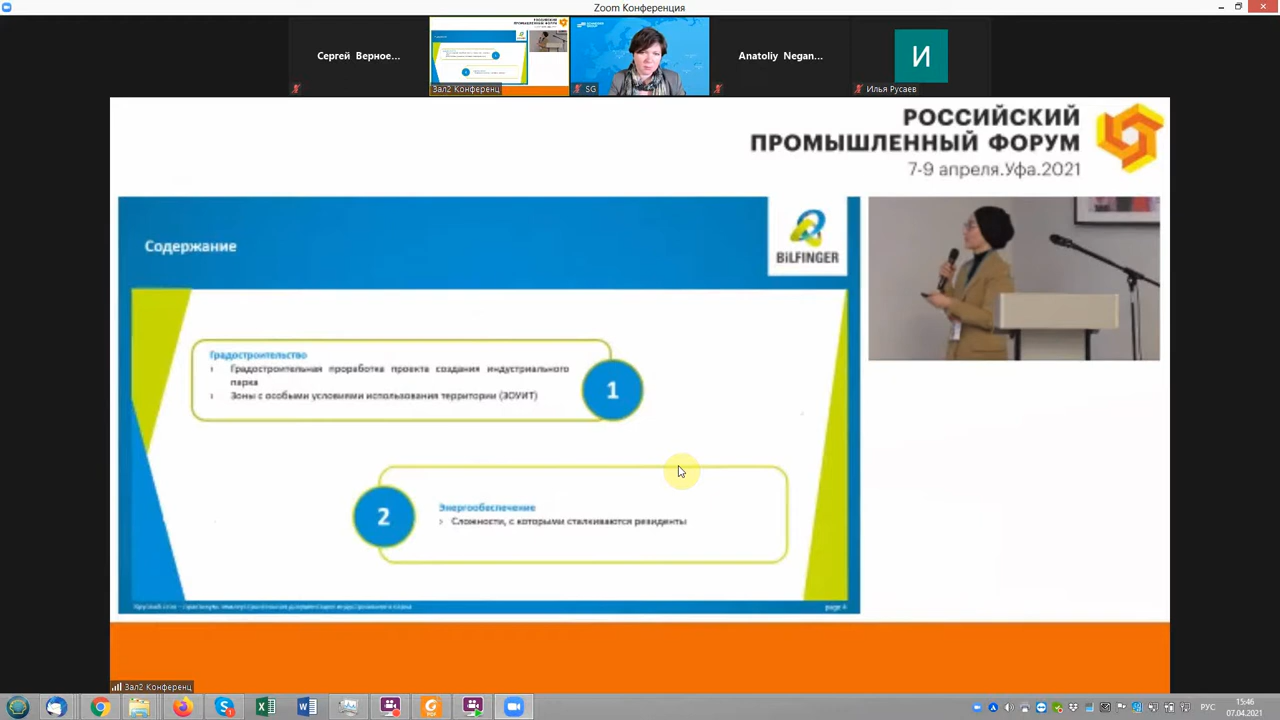 Zoom Конференция
Сергей Верное...
Зал2 Конференц
SG
Anatoliy Negan...
И
Илья Русаев
РОССИЙСКИЙ
ПРОМЫШЛЕННЫЙ ФОРУМ
7-9 апреля.Уфа.2021
Содержание
BILFINGER
Градостроительство
› Градостроительная проработка проекта создания индустриального
парка
› Зоны с особыми условиями использования территории (ЗОУИТ)
1
2
Энергообеспечение
› Сложности, с которыми сталкиваются резиденты
page 4
Зал2 Конференц
РУС
15:46
07.04.2021